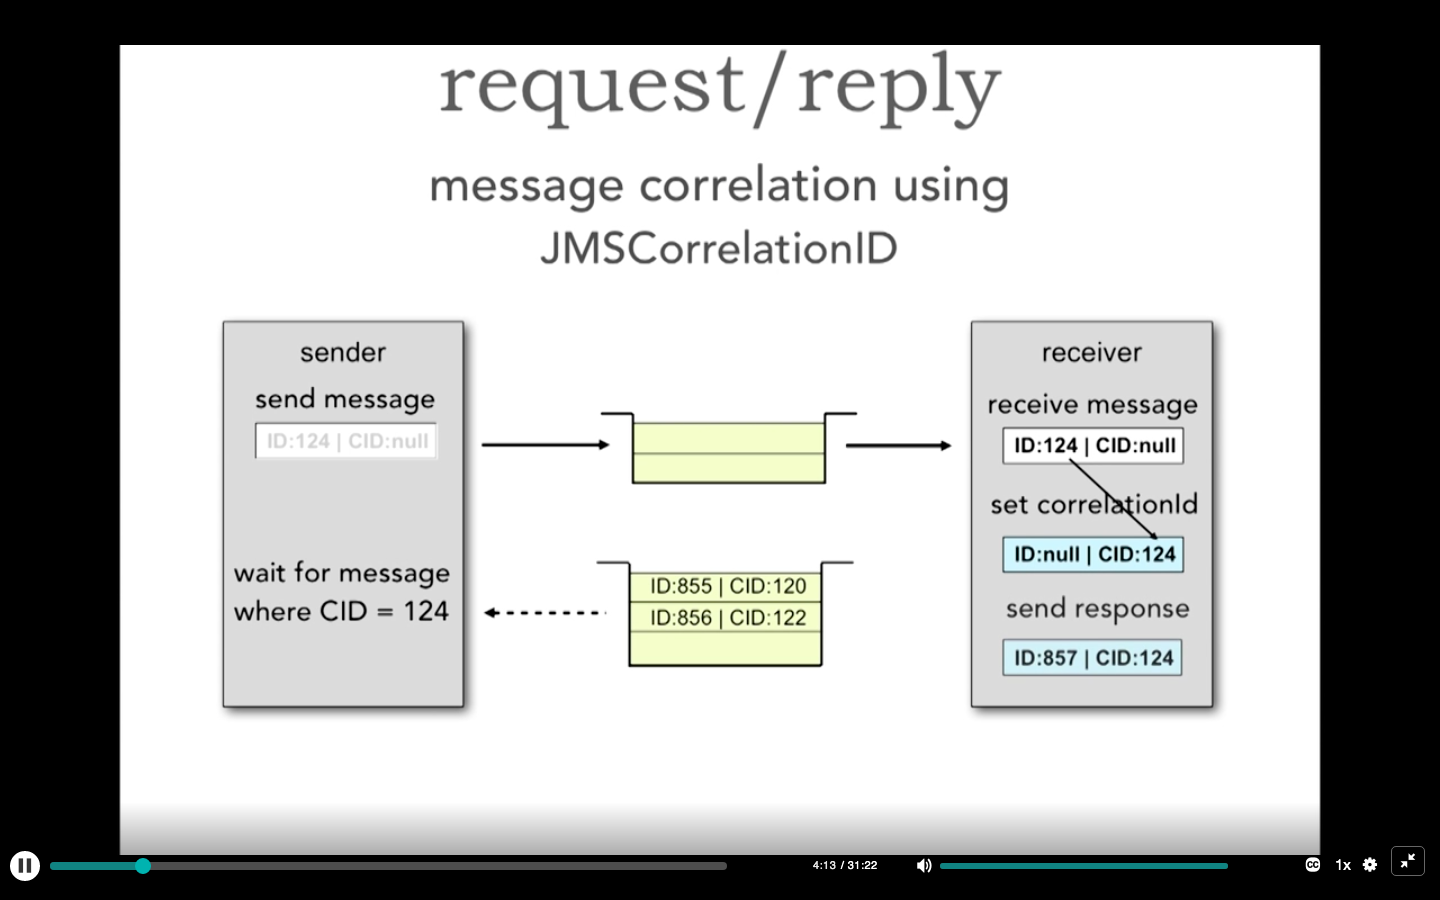 request/reply
message correlation using
JMSCorrelationID
sender
send message
ID:124 | CID:null
wait for message
where CID = 124
ID:855 | CID:120
ID:856 | CID:122
receiver
receive message
ID:124 | CID:null
set correlationId
ID:null | CID:124
send response
ID:857 | CID:124
4:13 / 31:22
CC
1x